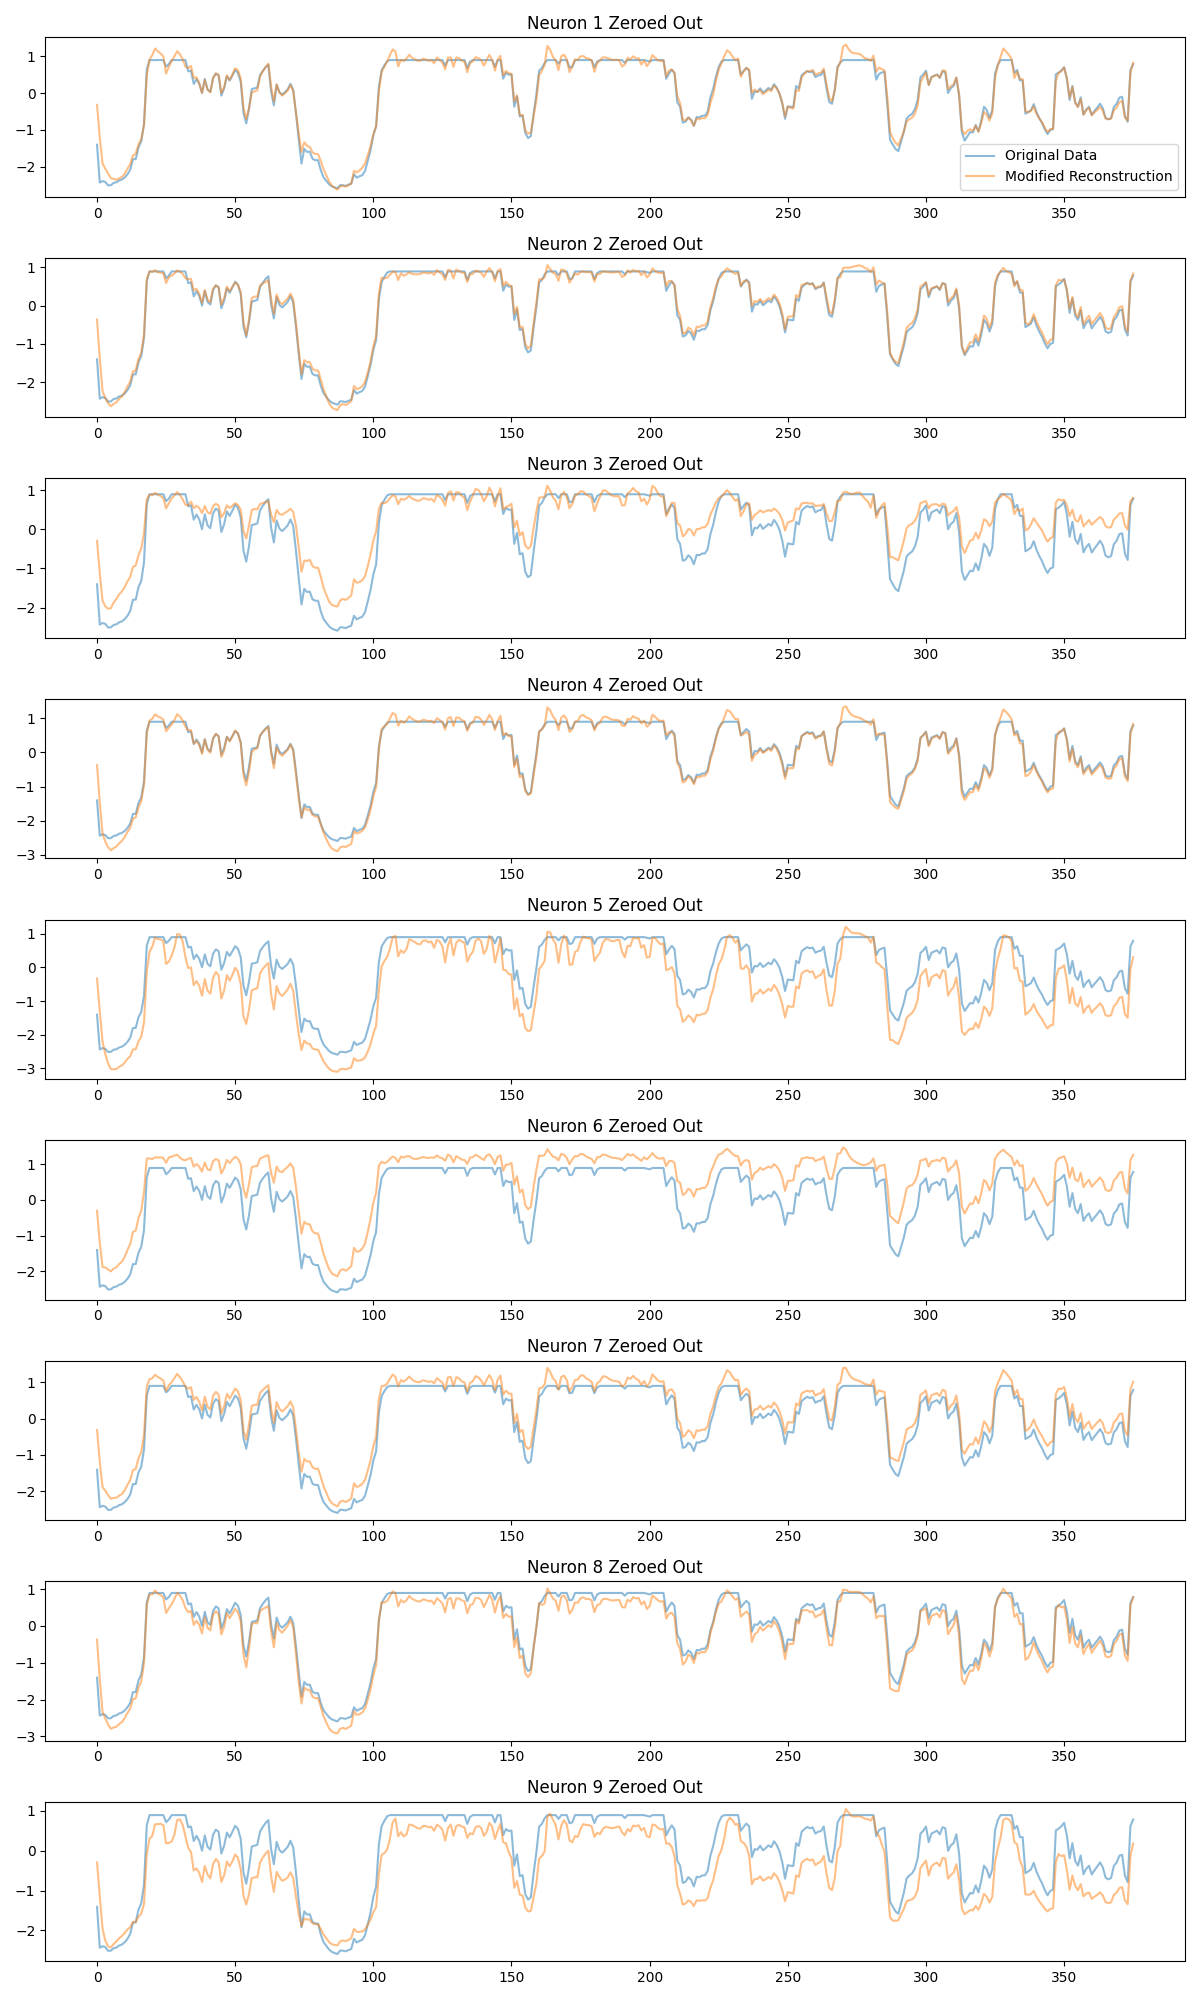 Neuron 1 Zeroed Out
1
0
−1
−2
Original Data
Modified Reconstruction
0 50 100 150 200 250 300 350
Neuron 2 Zeroed Out
1
0
−1
−2
0 50 100 150 200 250 300 350
Neuron 3 Zeroed Out
1
0
−1
−2
0 50 100 150 200 250 300 350
Neuron 4 Zeroed Out
1
0
−1
−2
−3
0 50 100 150 200 250 300 350
Neuron 5 Zeroed Out
1
0
−1
−2
−3
0 50 100 150 200 250 300 350
Neuron 6 Zeroed Out
1
0
−1
−2
0 50 100 150 200 250 300 350
Neuron 7 Zeroed Out
1
0
−1
−2
0 50 100 150 200 250 300 350
Neuron 8 Zeroed Out
1
0
−1
−2
−3
0 50 100 150 200 250 300 350
Neuron 9 Zeroed Out
1
0
−1
−2
0 50 100 150 200 250 300 350